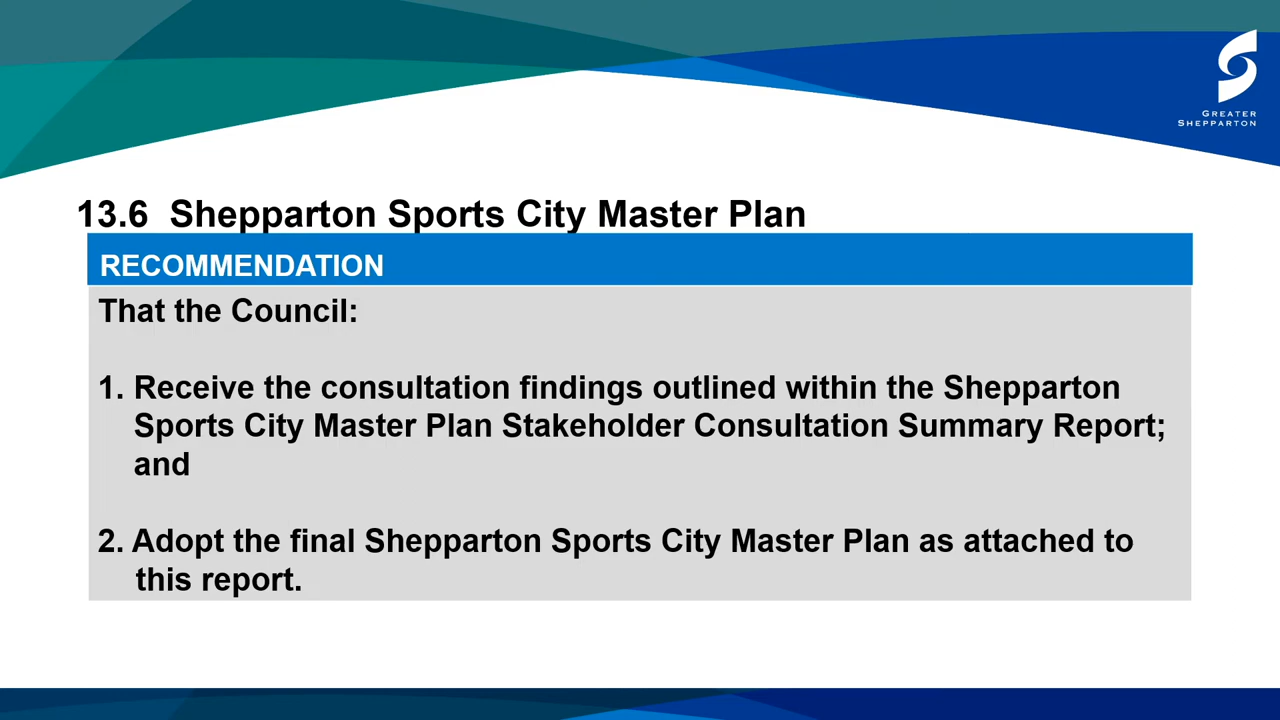 GREATER
SHEPPARTON
13.6 Shepparton Sports City Master Plan
RECOMMENDATION
That the Council:
1. Receive the consultation findings outlined within the Shepparton
Sports City Master Plan Stakeholder Consultation Summary Report;
and
2. Adopt the final Shepparton Sports City Master Plan as attached to
this report.